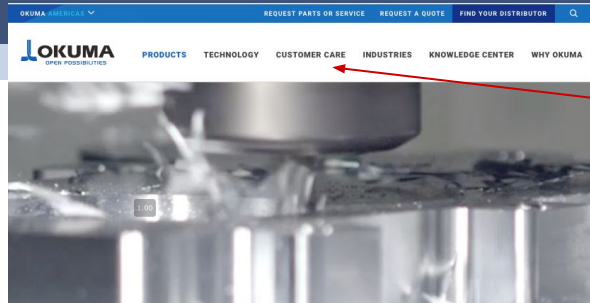 OKUMA AMERICAS REQUEST PARTS OR SERVICE REQUEST A QUOTE FIND YOUR DISTRIBUTOR
OKUMA
OPEN POSSIBILITIES
PRODUCTS TECHNOLOGY CUSTOMER CARE INDUSTRIES KNOWLEDGE CENTER WHY OKUMA
1:00